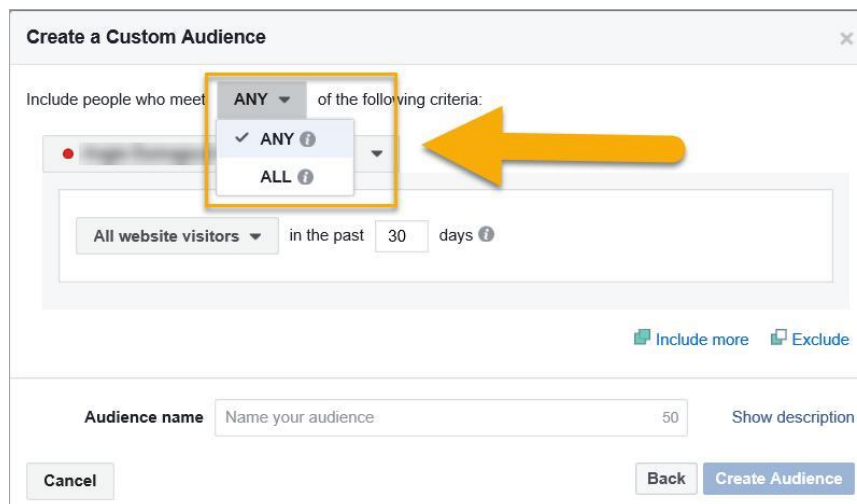 Create a Custom Audience
Include people who meet ANY of the following criteria:
ANY
ALL
All website visitors in the past 30 days
Include more Exclude
Audience name Name your audience 50 Show description
Cancel Back Create Audience